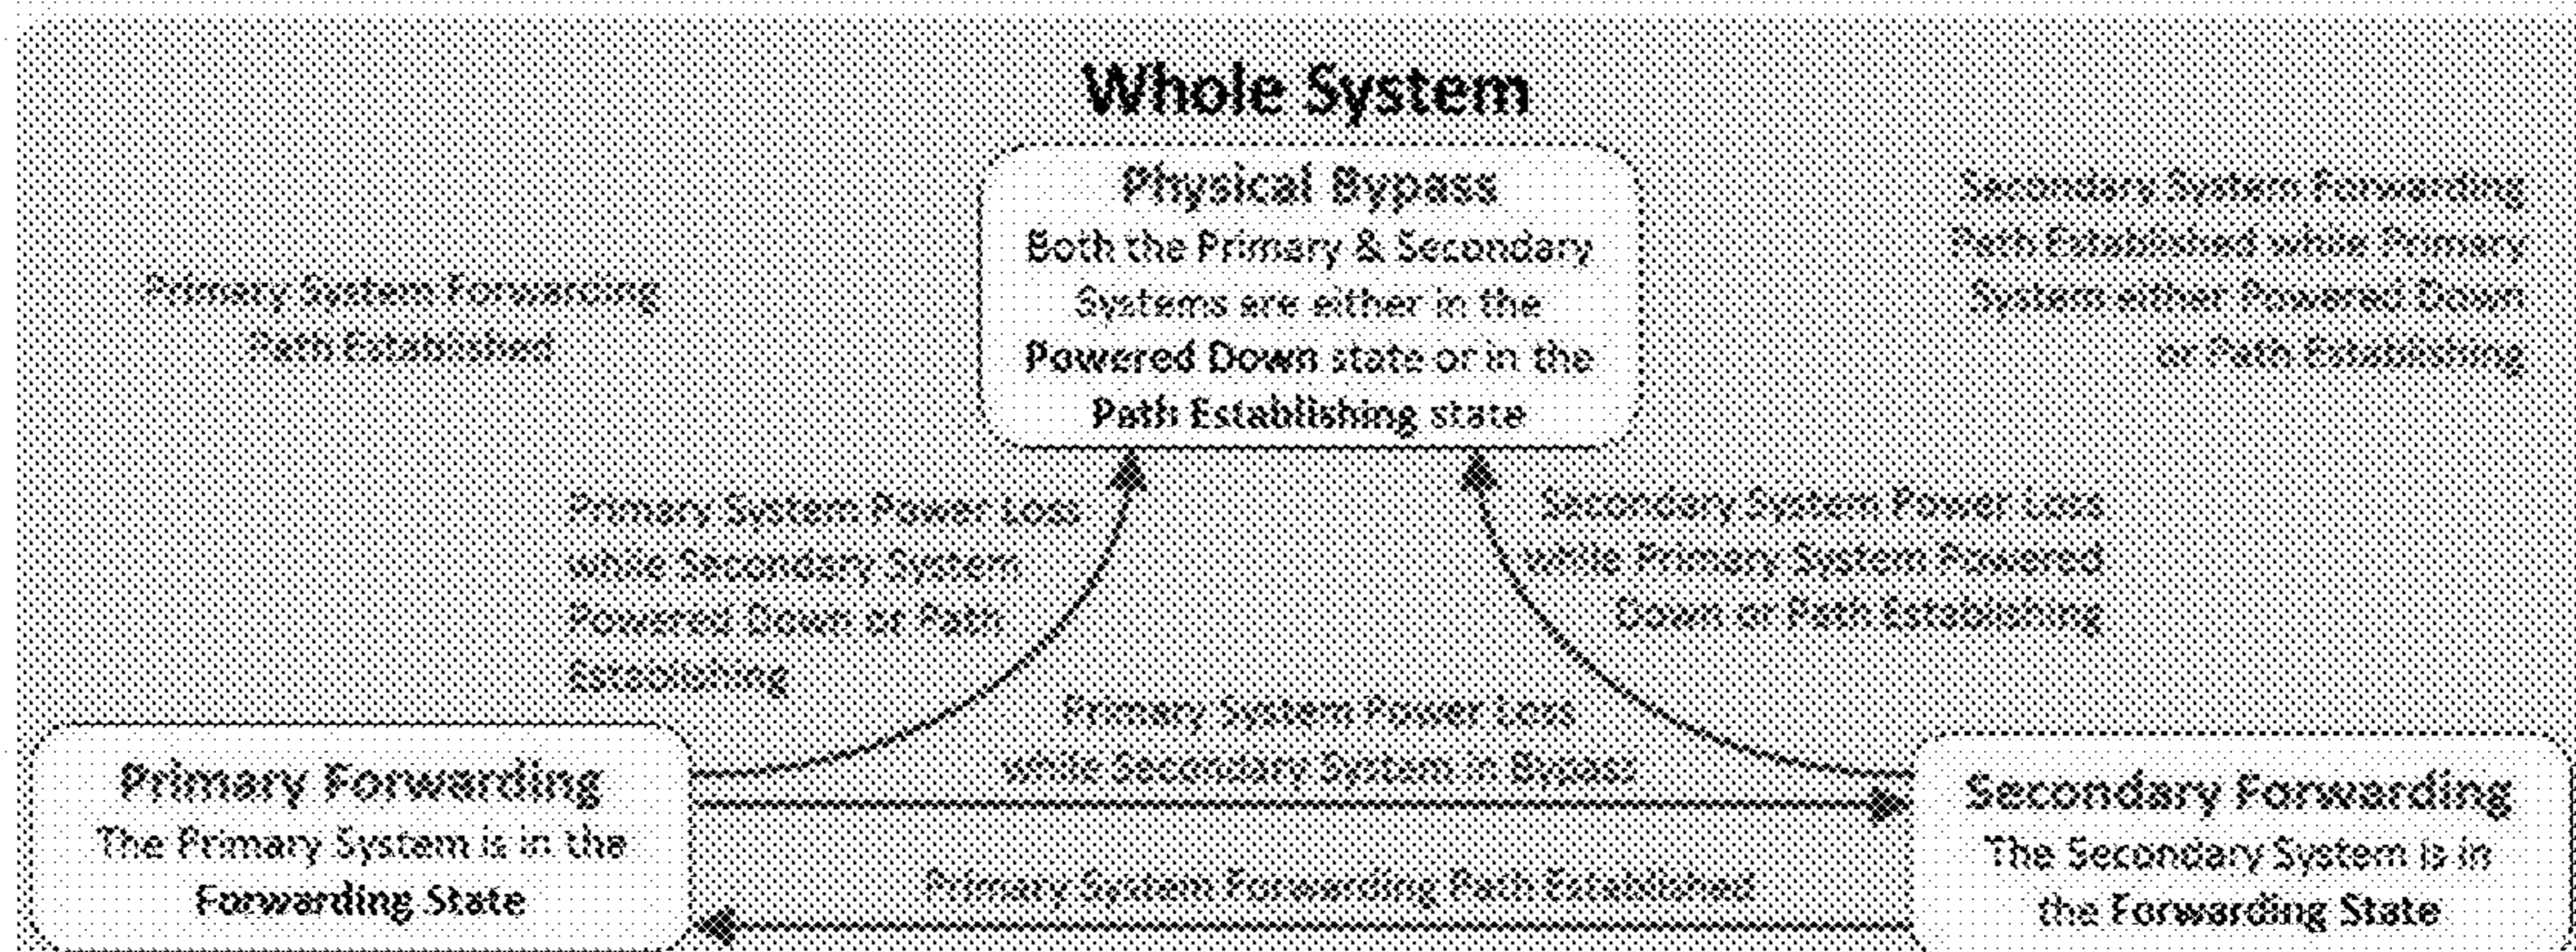 Whole System
Physical Bypass
Both the Primary & Secondary
Systems are either in the
Powered Down state or in the
Path Establishing state
Primary System Forwarding
Path Established
Secondary System Forwarding
Path Established while Primary
System either Powered Down
or Path Establishing
Primary System Power Loss
while Secondary System
Powered Down or Path
Establishing
Secondary System Power Loss
while Primary System Powered
Down or Path Establishing
Primary System Power Loss
while Secondary System in Bypass
Primary Forwarding
The Primary System is in the
Forwarding State
Primary System Forwarding Path Established
Secondary Forwarding
The Secondary System is in
the Forwarding State